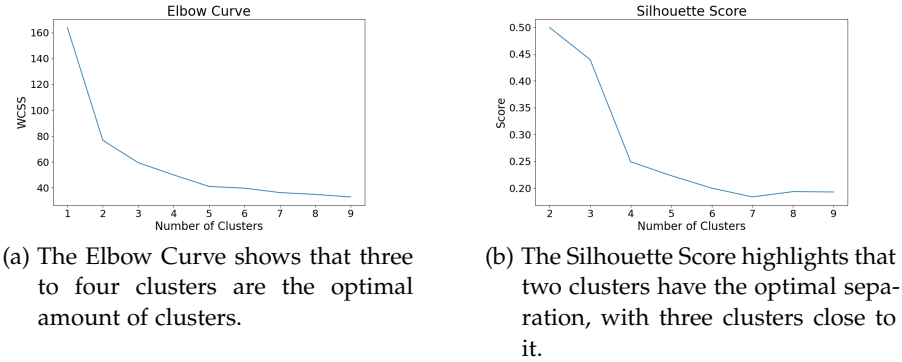 Elbow Curve
160
140
120
100
80
60
40
WCSS
1 2 3 4 5 6 7 8 9
Number of Clusters
(a) The Elbow Curve shows that three
to four clusters are the optimal
amount of clusters.
Silhouette Score
0.50
0.45
0.40
0.35
0.30
0.25
0.20
Score
2 3 4 5 6 7 8 9
Number of Clusters
(b) The Silhouette Score highlights that
two clusters have the optimal sepa-
ration, with three clusters close to
it.